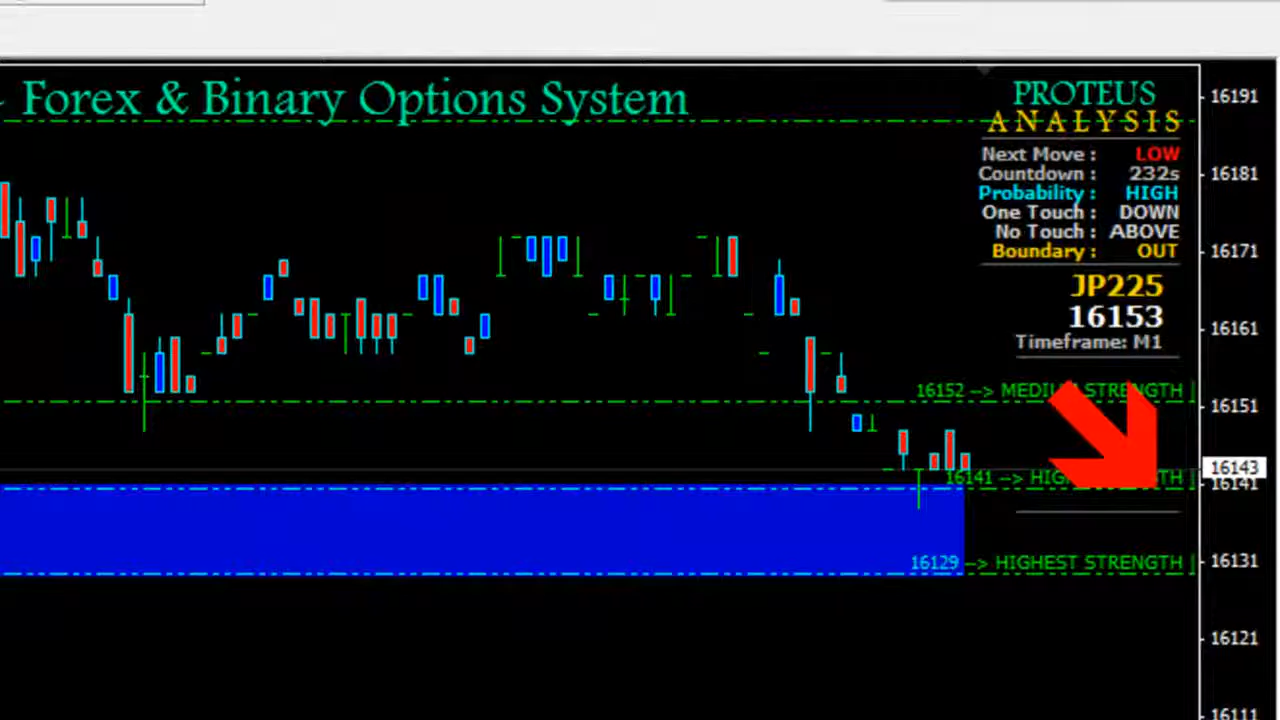 Forex & Binary Options System
PROTEUS
ANALYSIS
Next Move : LOW
Countdown : 232s
Probability : HIGH
One Touch : DOWN
No Touch : ABOVE
Boundary : OUT
JP225
16153
Timeframe: M1
16152 --> MEDIUM STRENGTH |
16141 --> HIGH STRENGTH |
16129 --> HIGHEST STRENGTH |
16191
16181
16171
16161
16151
16143
16141
16131
16121
16111